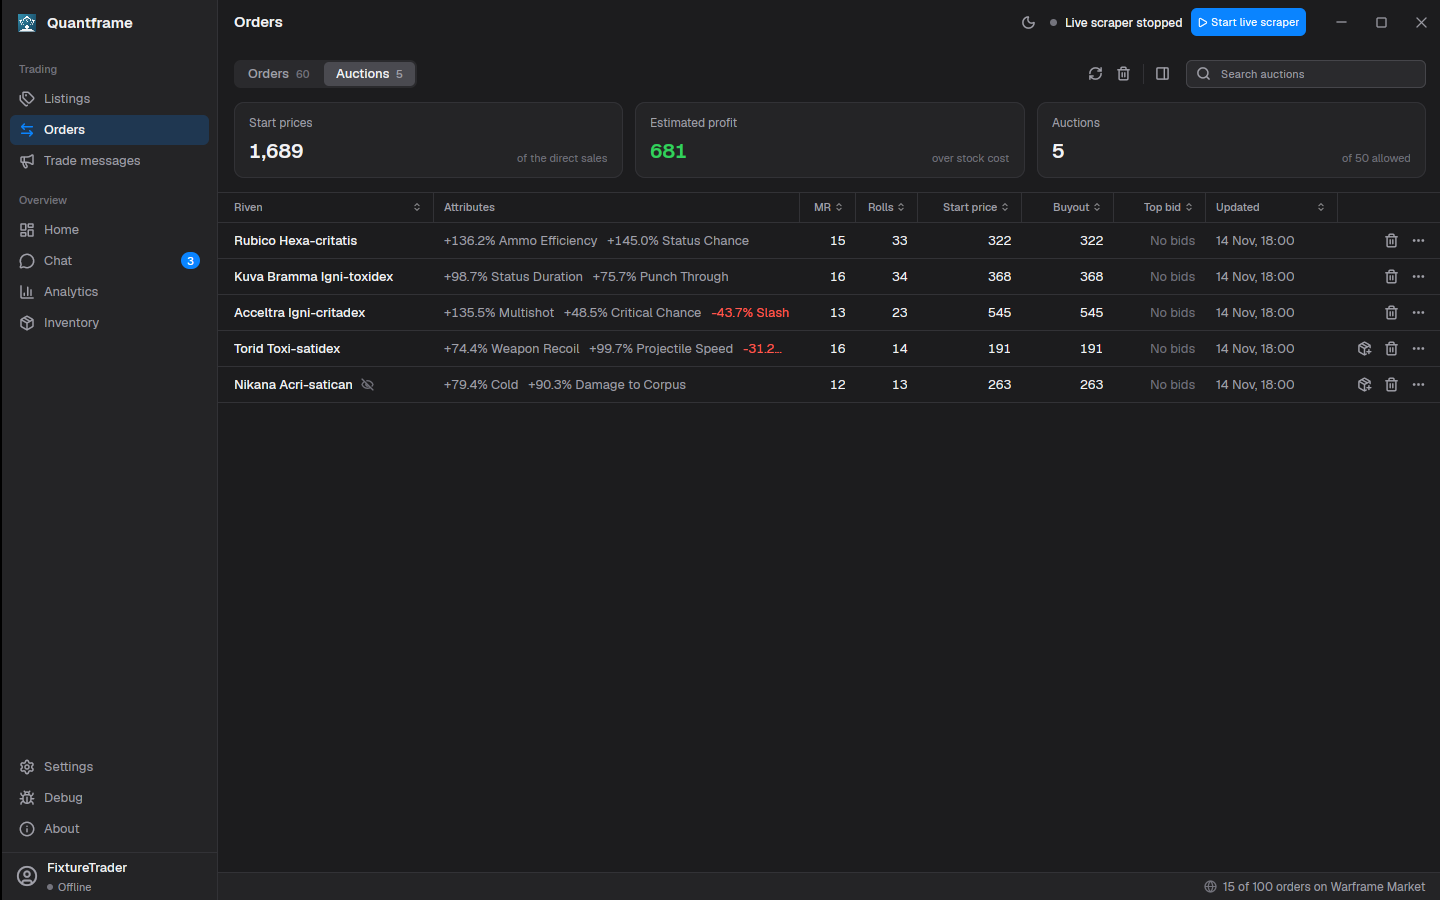 Quantframe
Orders
Live scraper stopped
Start live scraper
Trading
Listings
Orders
Trade messages
Overview
Home
Chat 3
Analytics
Inventory
Settings
Debug
About
FixtureTrader
Offline
Orders 60 Auctions 5
Search auctions
Start prices
1,689
of the direct sales
Estimated profit
681
over stock cost
Auctions
5
of 50 allowed
Riven Attributes MR Rolls Start price Buyout Top bid Updated
Rubico Hexa-critatis +136.2% Ammo Efficiency +145.0% Status Chance 15 33 322 322 No bids 14 Nov, 18:00
Kuva Bramma Igni-toxidex +98.7% Status Duration +75.7% Punch Through 16 34 368 368 No bids 14 Nov, 18:00
Acceltra Igni-critadex +135.5% Multishot +48.5% Critical Chance -43.7% Slash 13 23 545 545 No bids 14 Nov, 18:00
Torid Toxi-satidex +74.4% Weapon Recoil +99.7% Projectile Speed -31.2... 16 14 191 191 No bids 14 Nov, 18:00
Nikana Acri-satican +79.4% Cold +90.3% Damage to Corpus 12 13 263 263 No bids 14 Nov, 18:00
15 of 100 orders on Warframe Market